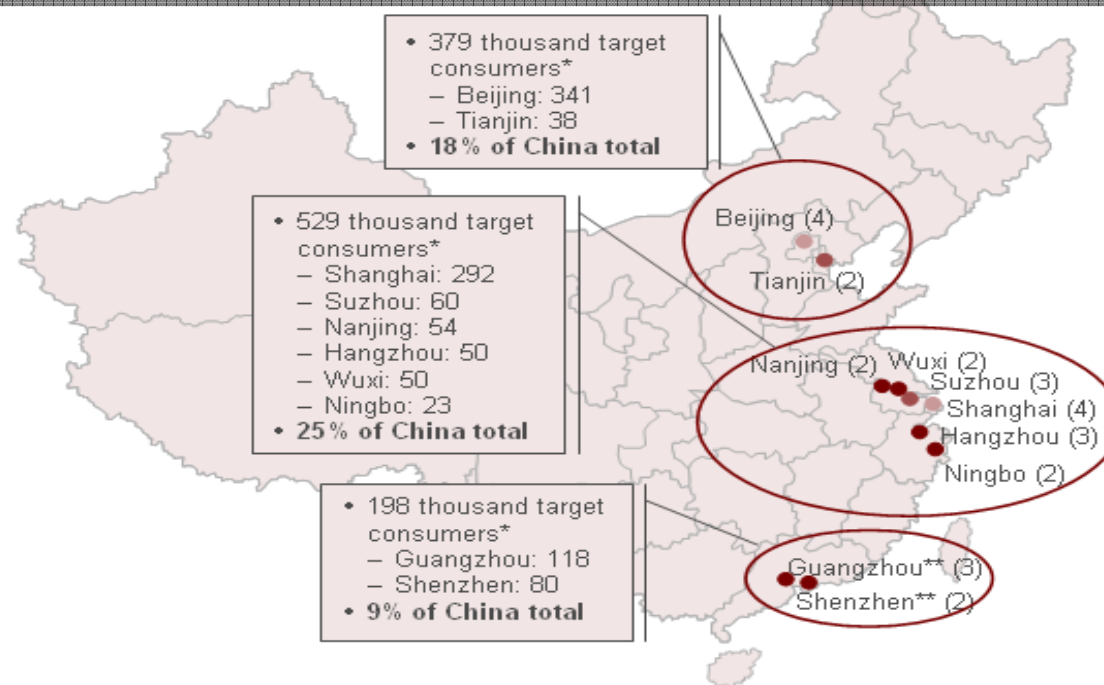 • 379 thousand target
consumers*
– Beijing: 341
– Tianjin: 38
• 18% of China total
• 529 thousand target
consumers*
– Shanghai: 292
– Suzhou: 60
– Nanjing: 54
– Hangzhou: 50
– Wuxi: 50
– Ningbo: 23
• 25% of China total
• 198 thousand target
consumers*
– Guangzhou: 118
– Shenzhen: 80
• 9% of China total
Beijing (4)
Tianjin (2)
Nanjing (2)
Wuxi (2)
Suzhou (3)
Shanghai (4)
Hangzhou (3)
Ningbo (2)
Guangzhou** (3)
Shenzhen** (2)